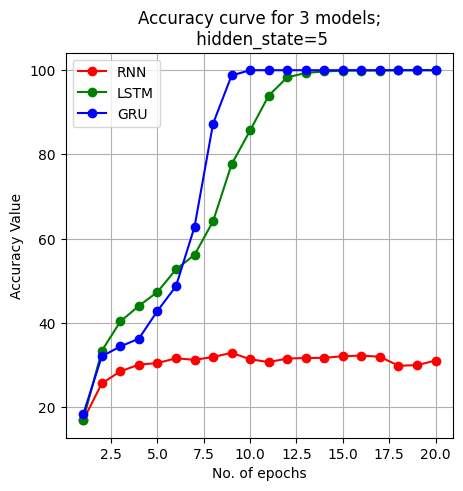 Accuracy curve for 3 models;
hidden_state=5
RNN
LSTM
GRU
Accuracy Value
100
80
60
40
20
2.5 5.0 7.5 10.0 12.5 15.0 17.5 20.0
No. of epochs